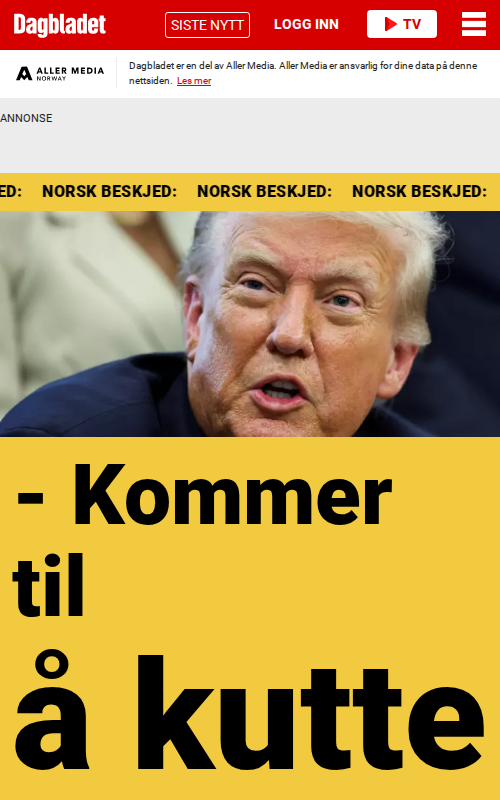 Dagbladet
SISTE NYTT
LOGG INN
TV
ALLER MEDIA
NORWAY
Dagbladet er en del av Aller Media. Aller Media er ansvarlig for dine data på denne
nettsiden. Les mer
ANNONSE
ED: NORSK BESKJED: NORSK BESKJED: NORSK BESKJED:
- Kommer
til
å kutte